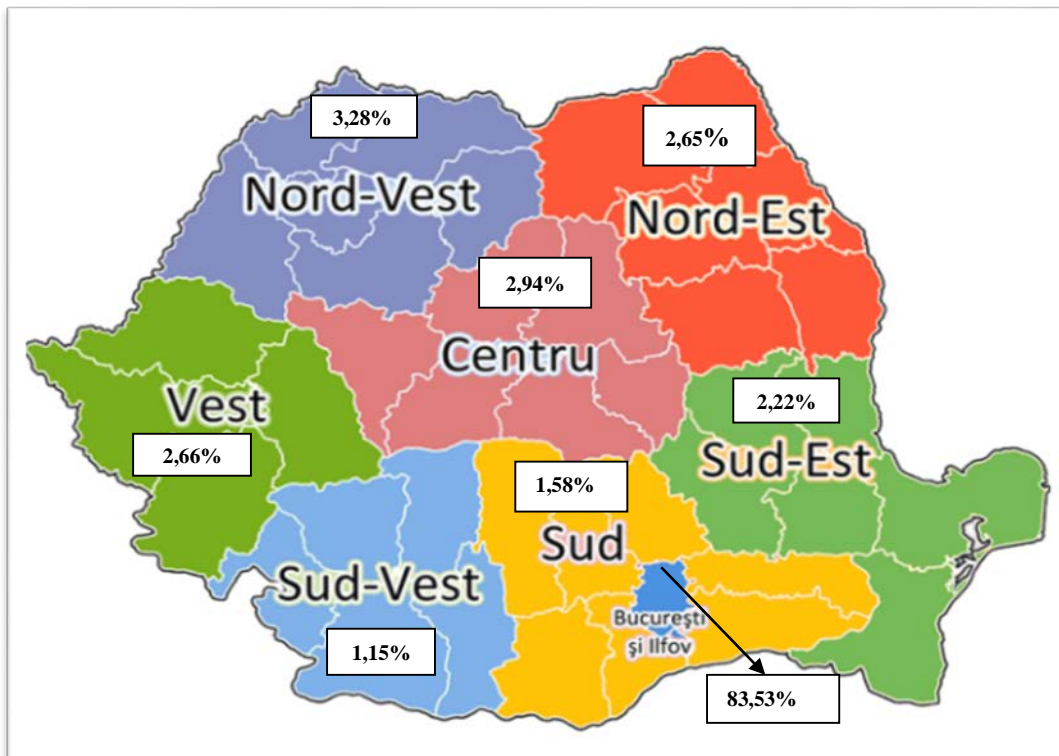 3,28%
Nord-Vest
2,65%
Nord-Est
2,94%
Centru
Vest
2,66%
2,22%
Sud-Est
1,58%
Sud
Sud-Vest
1,15%
București
și Ilfov
83,53%